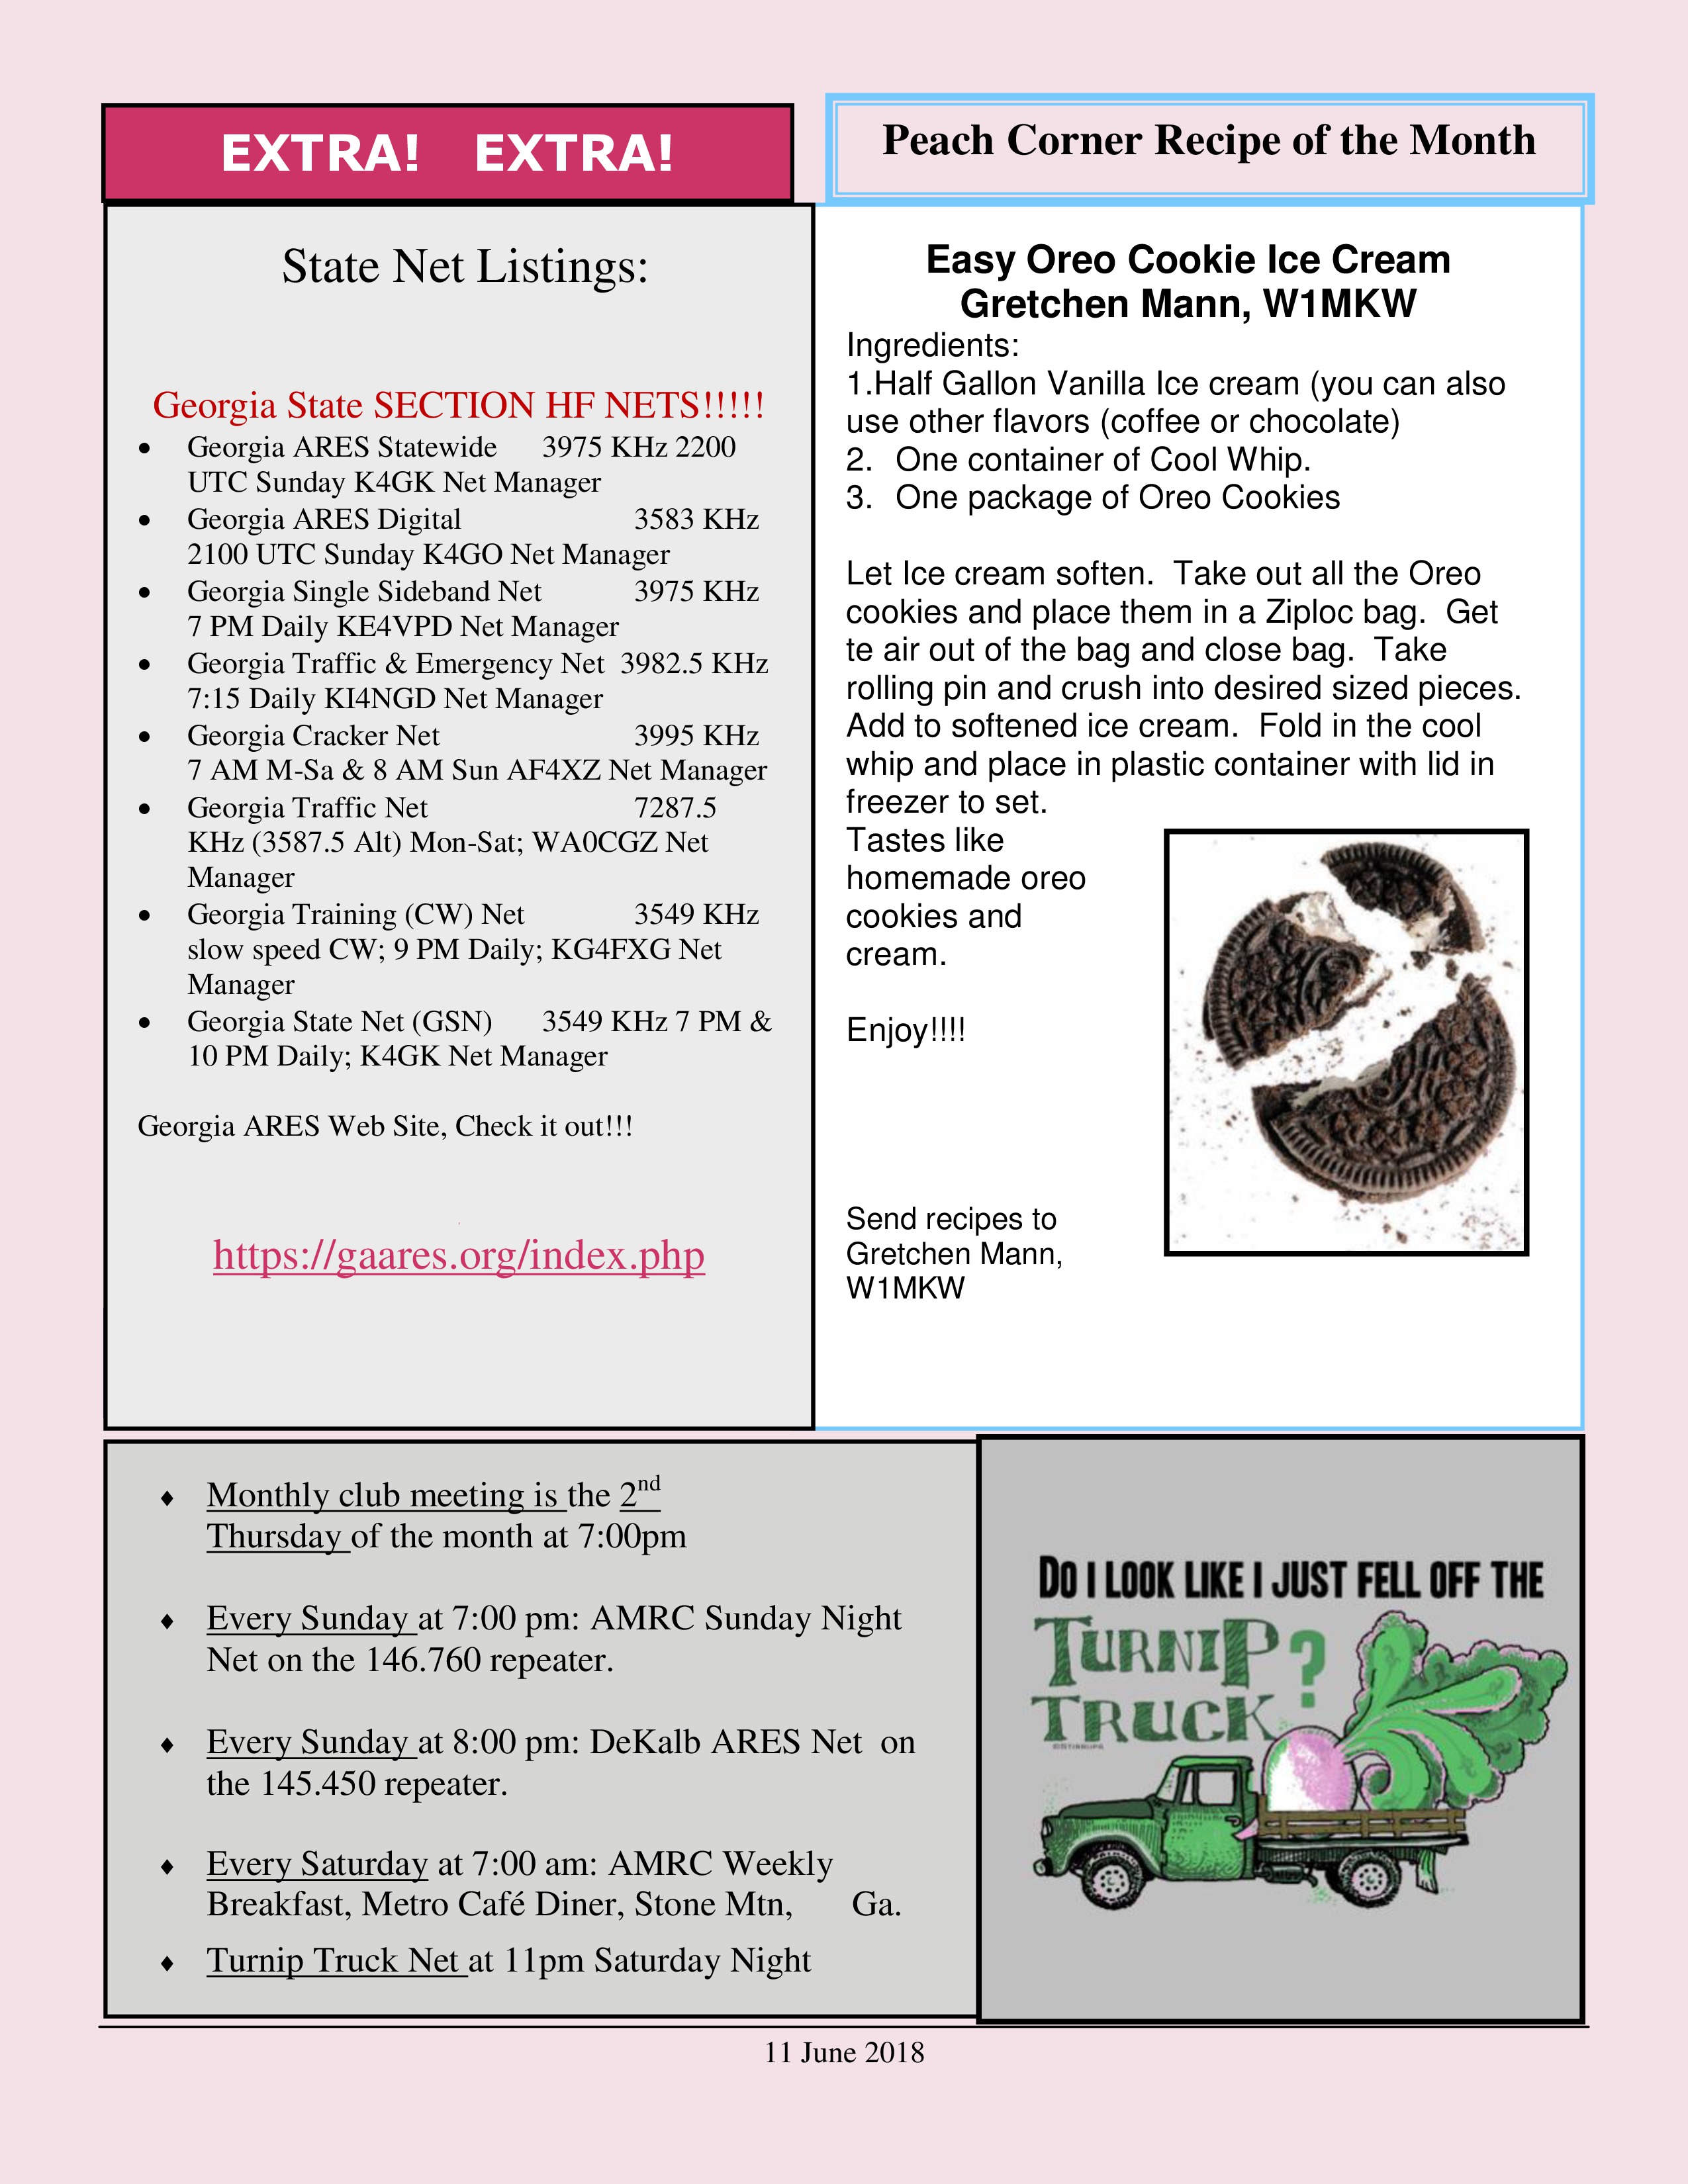 EXTRA! EXTRA!
State Net Listings:
Georgia State SECTION HF NETS!!!!!
• Georgia ARES Statewide 3975 KHz 2200
UTC Sunday K4GK Net Manager
• Georgia ARES Digital 3583 KHz
2100 UTC Sunday K4GO Net Manager
• Georgia Single Sideband Net 3975 KHz
7 PM Daily KE4VPD Net Manager
• Georgia Traffic & Emergency Net 3982.5 KHz
7:15 Daily KI4NGD Net Manager
• Georgia Cracker Net 3995 KHz
7 AM M-Sa & 8 AM Sun AF4XZ Net Manager
• Georgia Traffic Net 7287.5
KHz (3587.5 Alt) Mon-Sat; WA0CGZ Net
Manager
• Georgia Training (CW) Net 3549 KHz
slow speed CW; 9 PM Daily; KG4FXG Net
Manager
• Georgia State Net (GSN) 3549 KHz 7 PM &
10 PM Daily; K4GK Net Manager
Georgia ARES Web Site, Check it out!!!
https://gaares.org/index.php
Peach Corner Recipe of the Month
Easy Oreo Cookie Ice Cream
Gretchen Mann, W1MKW
Ingredients:
1.Half Gallon Vanilla Ice cream (you can also
use other flavors (coffee or chocolate)
2. One container of Cool Whip.
3. One package of Oreo Cookies
Let Ice cream soften. Take out all the Oreo
cookies and place them in a Ziploc bag. Get
te air out of the bag and close bag. Take
rolling pin and crush into desired sized pieces.
Add to softened ice cream. Fold in the cool
whip and place in plastic container with lid in
freezer to set.
Tastes like
homemade oreo
cookies and
cream.
Enjoy!!!!
Send recipes to
Gretchen Mann,
W1MKW
♦ Monthly club meeting is the 2nd
Thursday of the month at 7:00pm
♦ Every Sunday at 7:00 pm: AMRC Sunday Night
Net on the 146.760 repeater.
♦ Every Sunday at 8:00 pm: DeKalb ARES Net on
the 145.450 repeater.
♦ Every Saturday at 7:00 am: AMRC Weekly
Breakfast, Metro Café Diner, Stone Mtn, Ga.
♦ Turnip Truck Net at 11pm Saturday Night
DO I LOOK LIKE I JUST FELL OFF THE
TURNIP
TRUCK?
11 June 2018